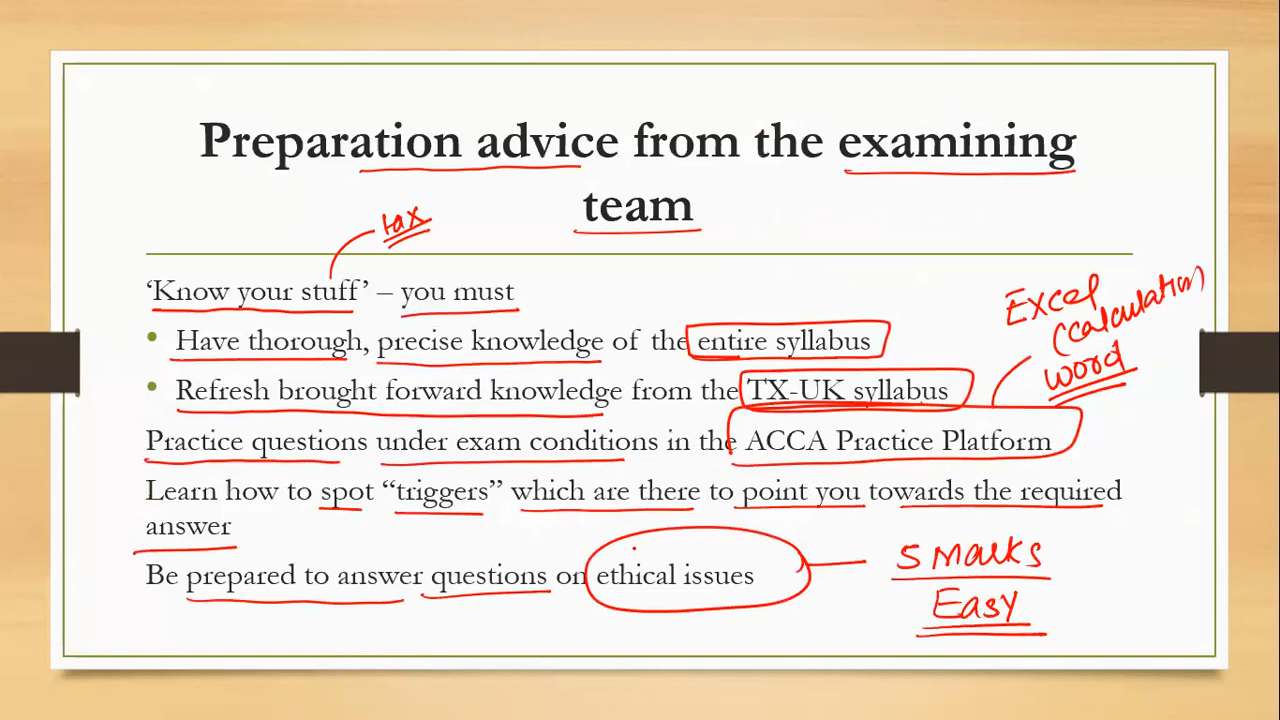 Preparation advice from the examining
team
tax
‘Know your stuff’ – you must
• Have thorough, precise knowledge of the entire syllabus
Excel
(calculation)
word
• Refresh brought forward knowledge from the TX-UK syllabus
Practice questions under exam conditions in the ACCA Practice Platform
Learn how to spot “triggers” which are there to point you towards the required
answer
Be prepared to answer questions on ethical issues
5 Marks
Easy